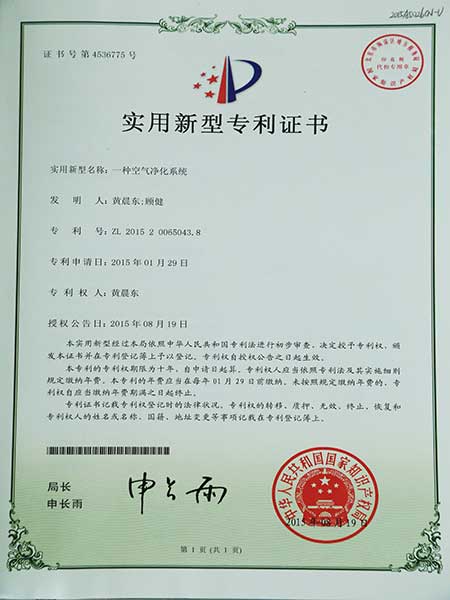 证书号第4536775号
实用新型专利证书
实用新型名称：一种空气净化系统
发明人：黄晨东;顾健
专利号：ZL 2015 2 0065043.8
专利申请日：2015年01月29日
专利权人：黄晨东
授权公告日：2015年08月19日
本实用新型经过本局依照中华人民共和国专利法进行初步审查，决定授予专利权，颁
发本证书并在专利登记簿上予以登记。专利权自授权公告之日起生效。
本专利的专利权期限为十年，自申请日起算。专利权人应当依照专利法及其实施细则
规定缴纳年费。本专利的年费应当在每年01月29日前缴纳。未按照规定缴纳年费的，专
利权自应当缴纳年费期满之日起终止。
专利证书记载专利权登记时的法律状况。专利权的转移、质押、无效、终止、恢复和
专利权人的姓名或名称、国籍、地址变更等事项记载在专利登记簿上。
局长
申长雨
申长雨
中华人民共和国国家知识产权局
2015年08月19日
第1页(共1页)